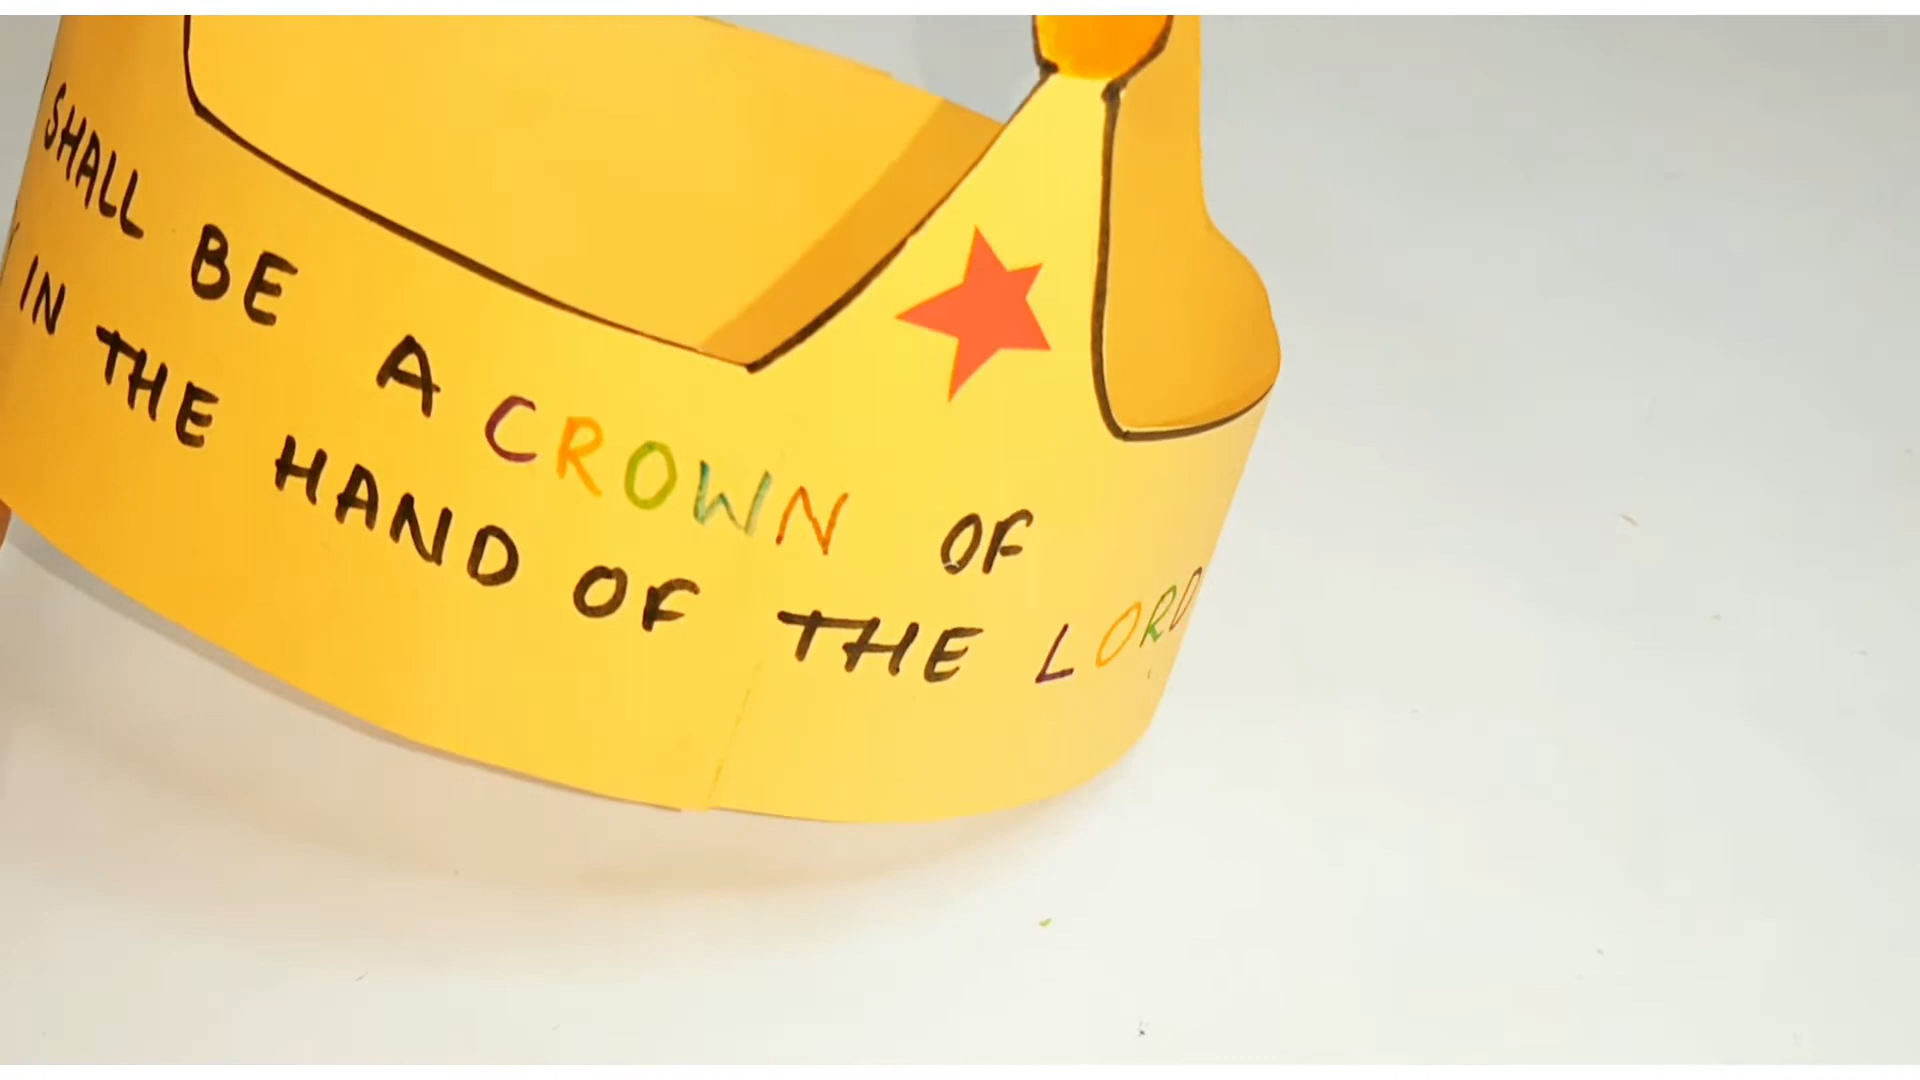 SHALL BE A CROWN OF
IN THE HAND OF THE LORD